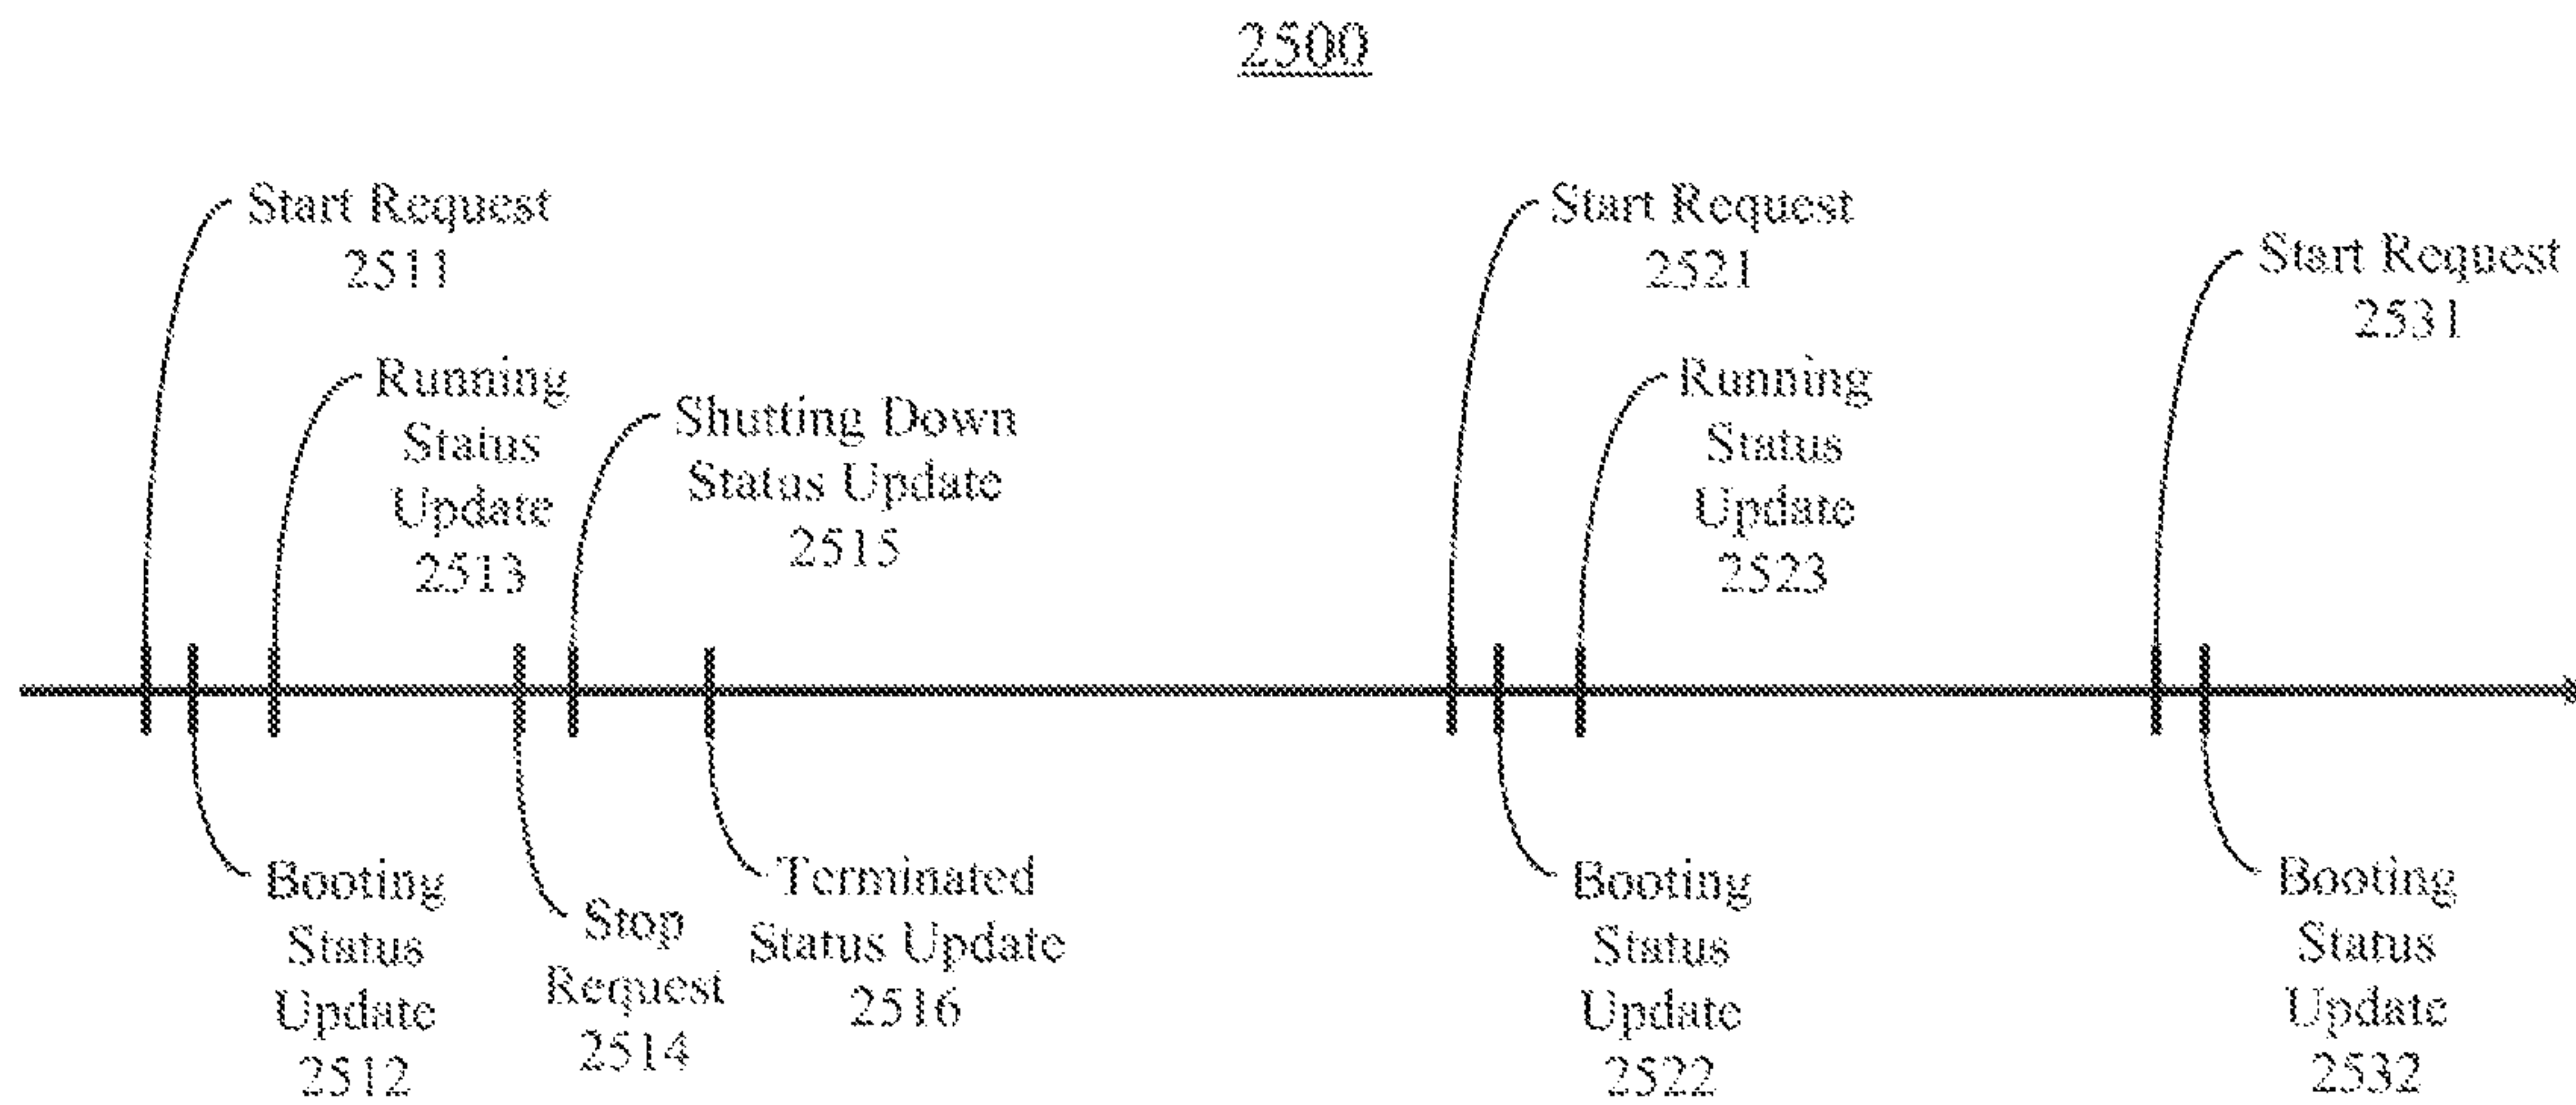 2500
Start Request
2511
Running
Status
Update
2513
Shutting Down
Status Update
2515
Start Request
2521
Running
Status
Update
2523
Start Request
2531
Booting
Status
Update
2512
Stop
Request
2514
Terminated
Status Update
2516
Booting
Status
Update
2522
Booting
Status
Update
2532